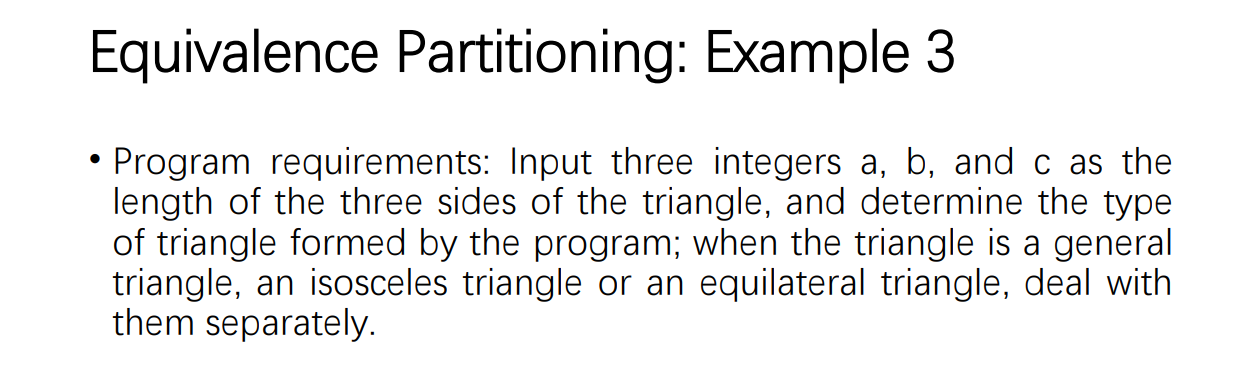 Equivalence Partitioning: Example 3
• Program requirements: Input three integers a, b, and c as the
length of the three sides of the triangle, and determine the type
of triangle formed by the program; when the triangle is a general
triangle, an isosceles triangle or an equilateral triangle, deal with
them separately.